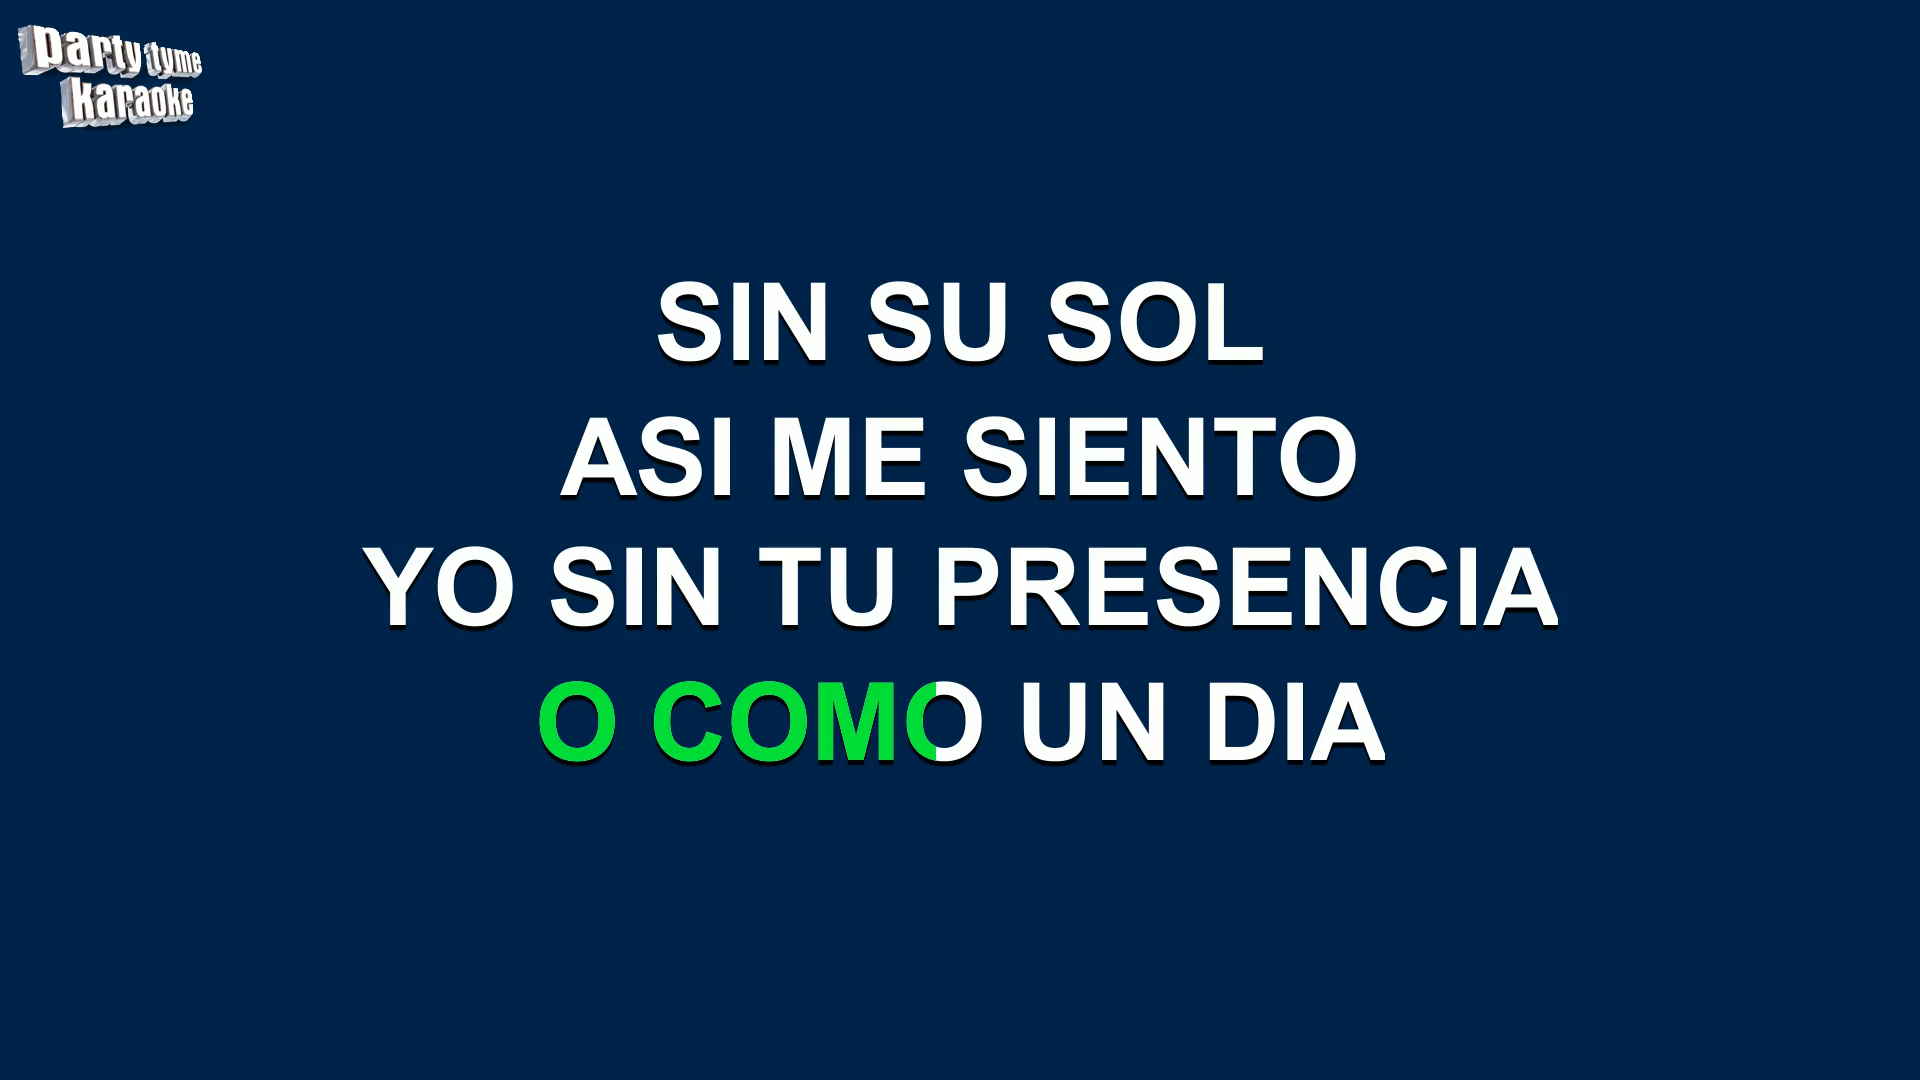 party tyme
karaoke
SIN SU SOL
ASI ME SIENTO
YO SIN TU PRESENCIA
O COMO UN DIA